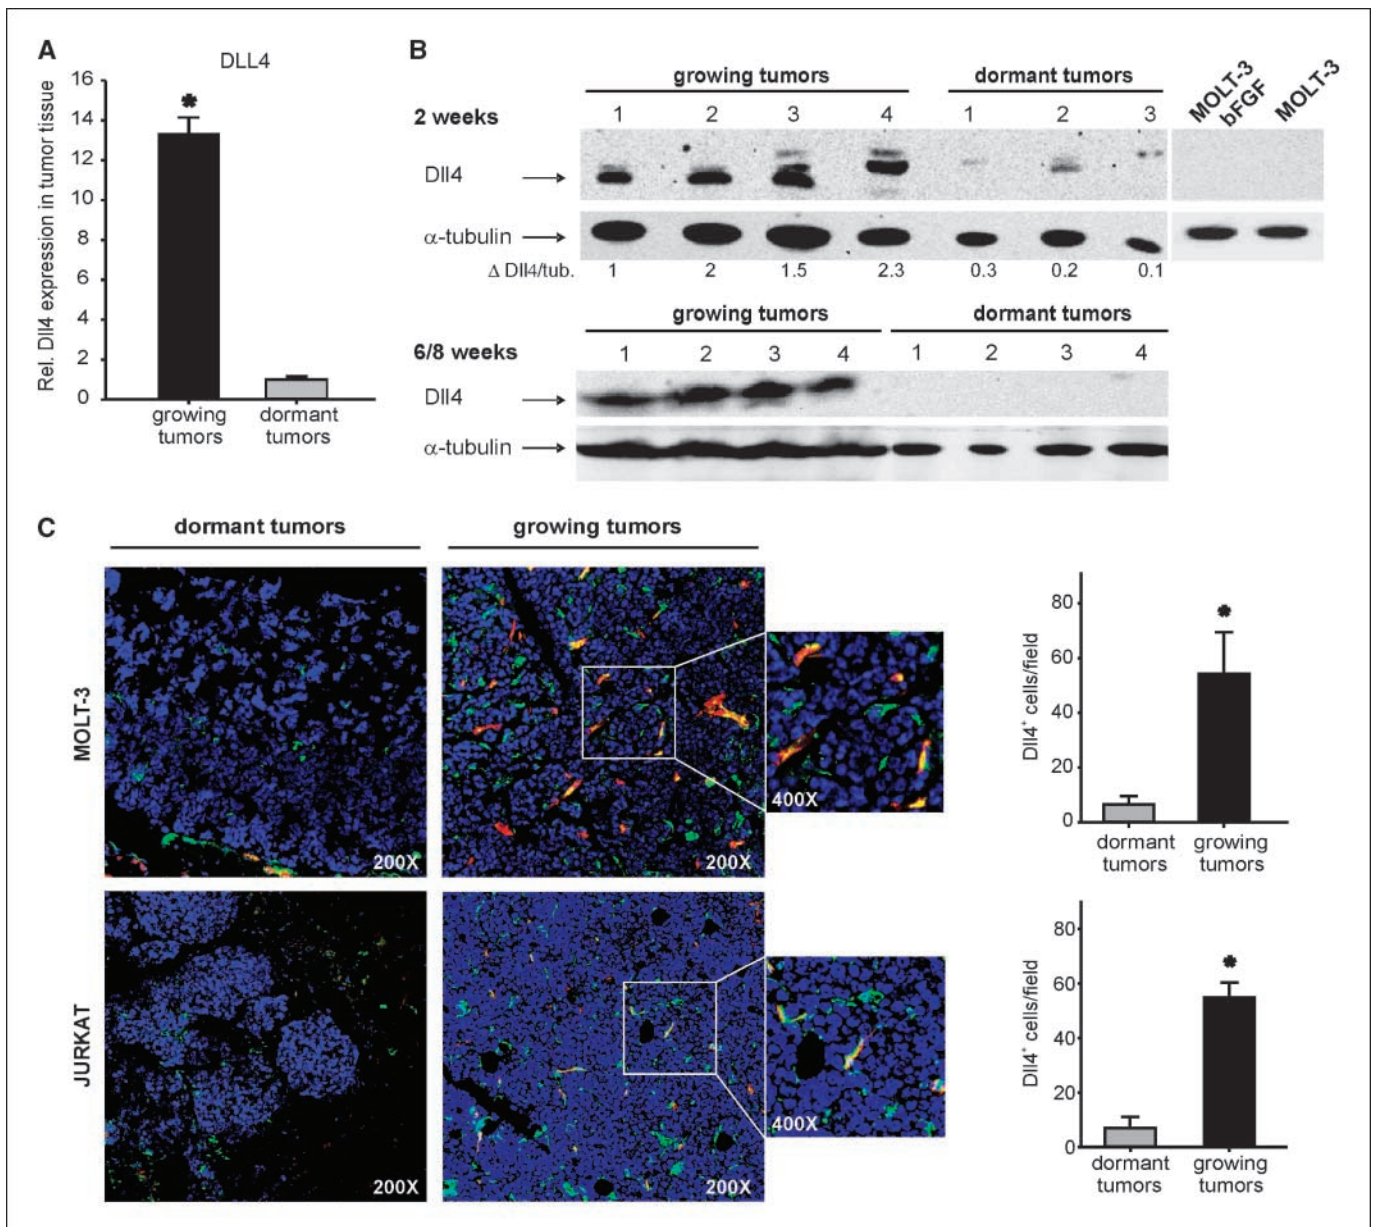 A
DLL4
Rel. Dll4 expression in tumor tissue
16
14
12
10
8
6
4
2
0
*
growing tumors
dormant tumors
B
growing tumors
dormant tumors
MOLT-3 bFGF
MOLT-3
2 weeks
1 2 3 4 1 2 3
Dll4
α-tubulin
Δ Dll4/tub. 1 2 1.5 2.3 0.3 0.2 0.1
growing tumors
dormant tumors
6/8 weeks
1 2 3 4 1 2 3 4
Dll4
α-tubulin
C
dormant tumors
growing tumors
MOLT-3
200X
200X
400X
Dll4+ cells/field
80
60
40
20
0
*
dormant tumors
growing tumors
JURKAT
200X
200X
400X
Dll4+ cells/field
80
60
40
20
0
*
dormant tumors
growing tumors